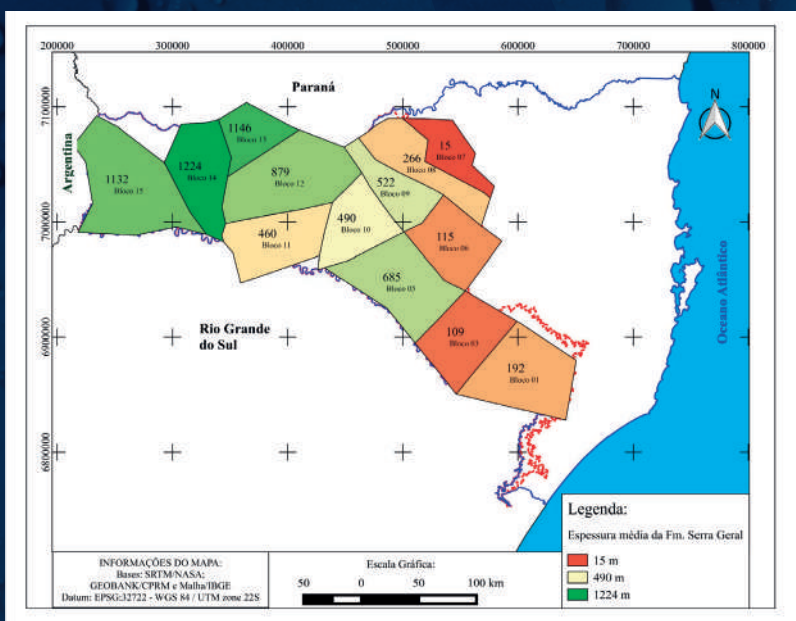 200000 300000 400000 500000 600000 700000 800000
7100000
7000000
6900000
6800000
Paraná
Argentina
Rio Grande
do Sul
Oceano Atlântico
N
1146
Bloco 13
15
Bloco 07
266
Bloco 08
1224
Bloco 14
1132
Bloco 15
879
Bloco 12
522
Bloco 09
490
Bloco 10
460
Bloco 11
115
Bloco 06
685
Bloco 05
109
Bloco 03
192
Bloco 01
Legenda:
Espessura média da Fm. Serra Geral
15 m
490 m
1224 m
INFORMAÇÕES DO MAPA:
Bases: SRTM/NASA;
GEOBANK/CPRM e Malha/IBGE
Datum: EPSG:32722 - WGS 84 / UTM zone 22S
Escala Gráfica:
50 0 50 100 km